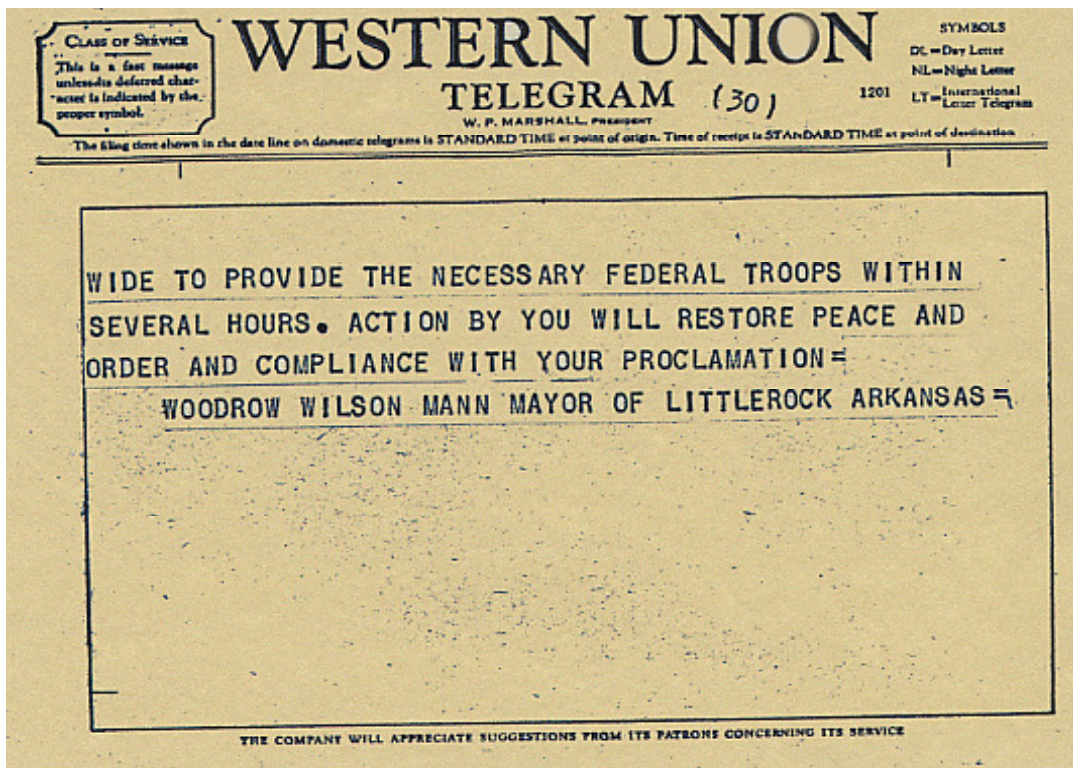 CLASS OF SERVICE
This is a fast message
unless its deferred char-
acter is indicated by the
proper symbol.
WESTERN UNION
TELEGRAM (30)
W. P. MARSHALL, PRESIDENT
1201
SYMBOLS
DL=Day Letter
NL=Night Letter
LT=International Letter Telegram
The filing time shown in the date line on domestic telegrams is STANDARD TIME at point of origin. Time of receipt is STANDARD TIME at point of destination
WIDE TO PROVIDE THE NECESSARY FEDERAL TROOPS WITHIN
SEVERAL HOURS. ACTION BY YOU WILL RESTORE PEACE AND
ORDER AND COMPLIANCE WITH YOUR PROCLAMATION=
WOODROW WILSON MANN MAYOR OF LITTLEROCK ARKANSAS=
THE COMPANY WILL APPRECIATE SUGGESTIONS FROM ITS PATRONS CONCERNING ITS SERVICE